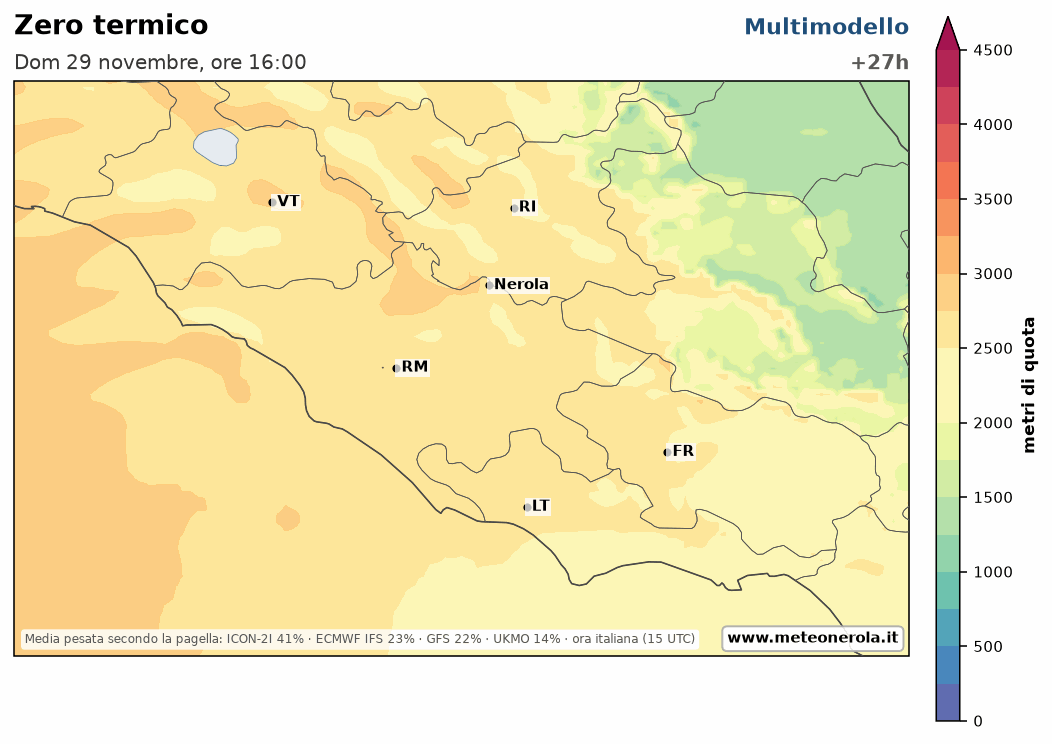 Zero termico
Multimodello
Dom 29 novembre, ore 16:00
+27h
4500
4000
3500
3000
2500
2000
1500
1000
500
0
metri di quota
VT
RI
Nerola
RM
FR
LT
Media pesata secondo la pagella: ICON-2I 41% · ECMWF IFS 23% · GFS 22% · UKMO 14% · ora italiana (15 UTC)
www.meteonerola.it